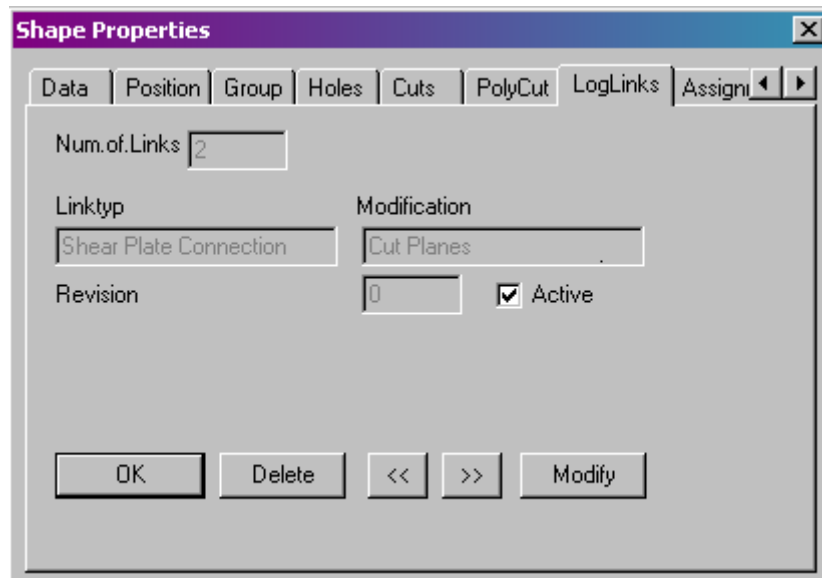 Shape Properties
Data Position Group Holes Cuts PolyCut LogLinks Assign
Num.of.Links 2
Linktyp Modification
Shear Plate Connection Cut Planes
Revision 0 Active
OK Delete << >> Modify